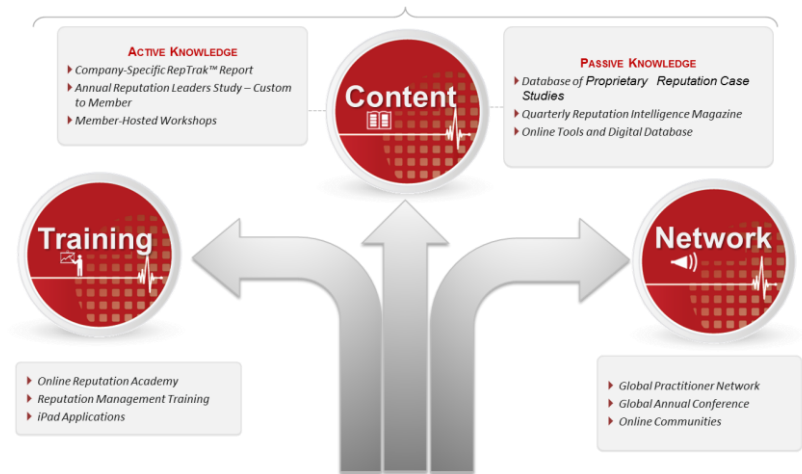 ACTIVE KNOWLEDGE
Company-Specific RepTrak™ Report
Annual Reputation Leaders Study – Custom
to Member
Member-Hosted Workshops
Content
PASSIVE KNOWLEDGE
Database of Proprietary Reputation Case
Studies
Quarterly Reputation Intelligence Magazine
Online Tools and Digital Database
Training
Network
Online Reputation Academy
Reputation Management Training
iPad Applications
Global Practitioner Network
Global Annual Conference
Online Communities